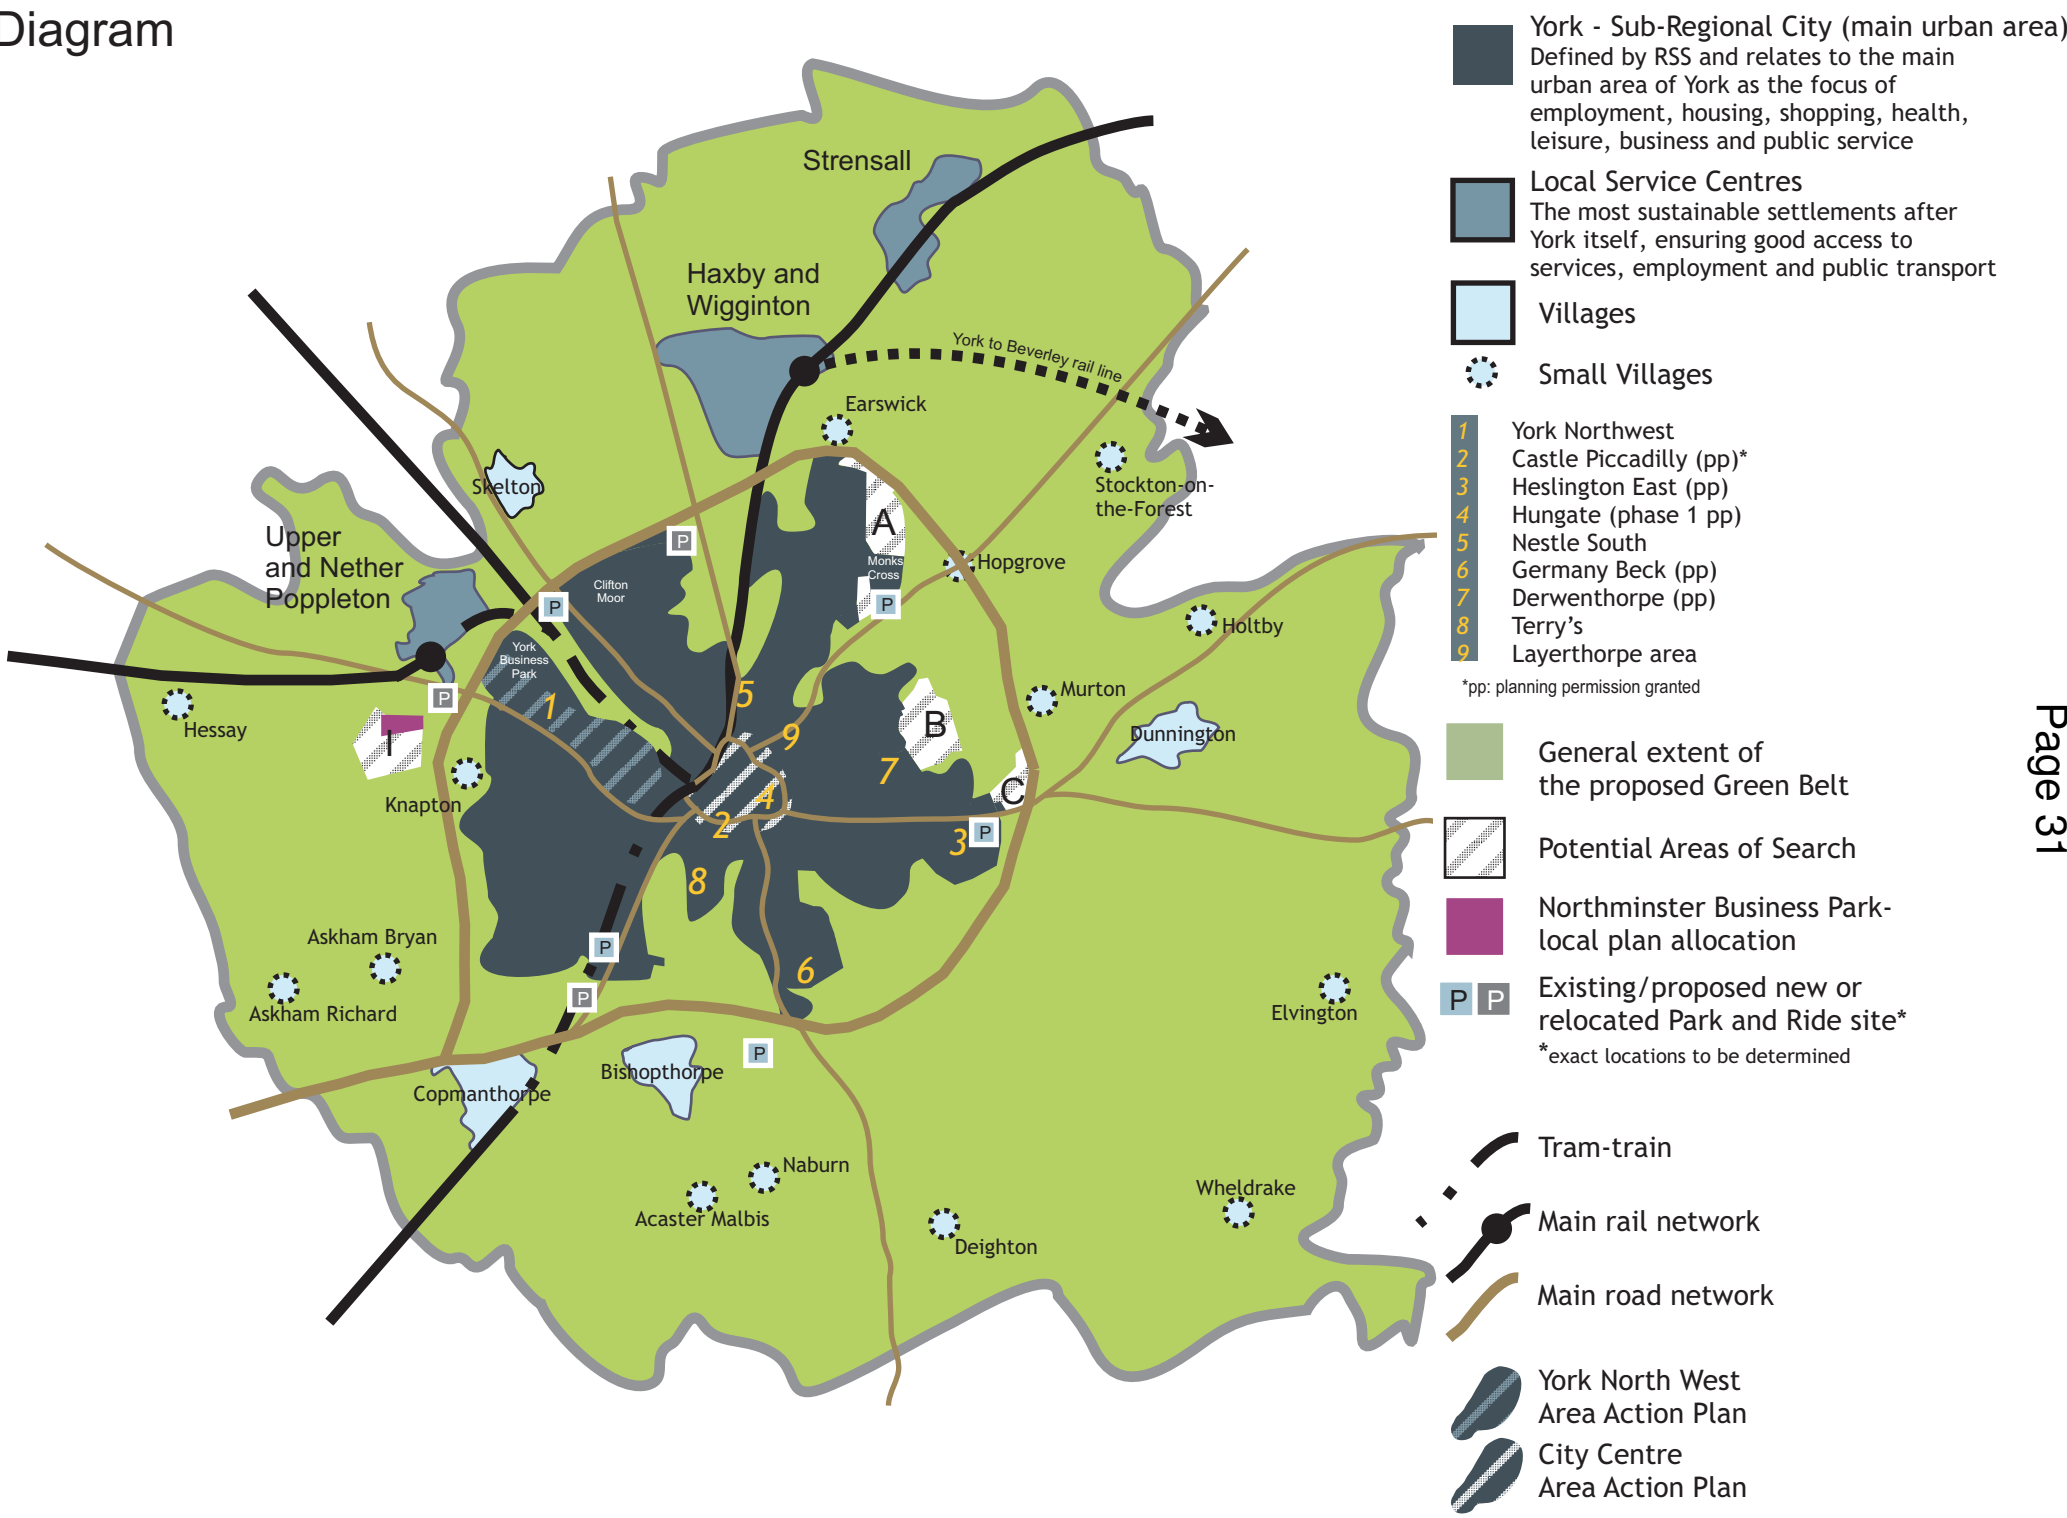 Diagram
Strensall
Haxby and
Wigginton
York to Beverley rail line
Earswick
Skelton
Stockton-on-
the-Forest
Upper
and Nether
Poppleton
P
A
Monks
Cross
Hopgrove
Clifton
Moor
P
P
Holtby
York
Business
Park
P
1
5
Murton
Hessay
I
9
B
Dunnington
Knapton
7
4
C
2
3
P
8
Askham Bryan
P
6
Askham Richard
P
Elvington
P
Bishopthorpe
Copmanthorpe
Naburn
Acaster Malbis
Wheldrake
Deighton
York - Sub-Regional City (main urban area)
Defined by RSS and relates to the main
urban area of York as the focus of
employment, housing, shopping, health,
leisure, business and public service
Local Service Centres
The most sustainable settlements after
York itself, ensuring good access to
services, employment and public transport
Villages
Small Villages
1 York Northwest
2 Castle Piccadilly (pp)*
3 Heslington East (pp)
4 Hungate (phase 1 pp)
5 Nestle South
6 Germany Beck (pp)
7 Derwenthorpe (pp)
8 Terry's
9 Layerthorpe area
*pp: planning permission granted
General extent of
the proposed Green Belt
Potential Areas of Search
Northminster Business Park-
local plan allocation
P P Existing/proposed new or
relocated Park and Ride site*
*exact locations to be determined
Tram-train
Main rail network
Main road network
York North West
Area Action Plan
City Centre
Area Action Plan
Page 31